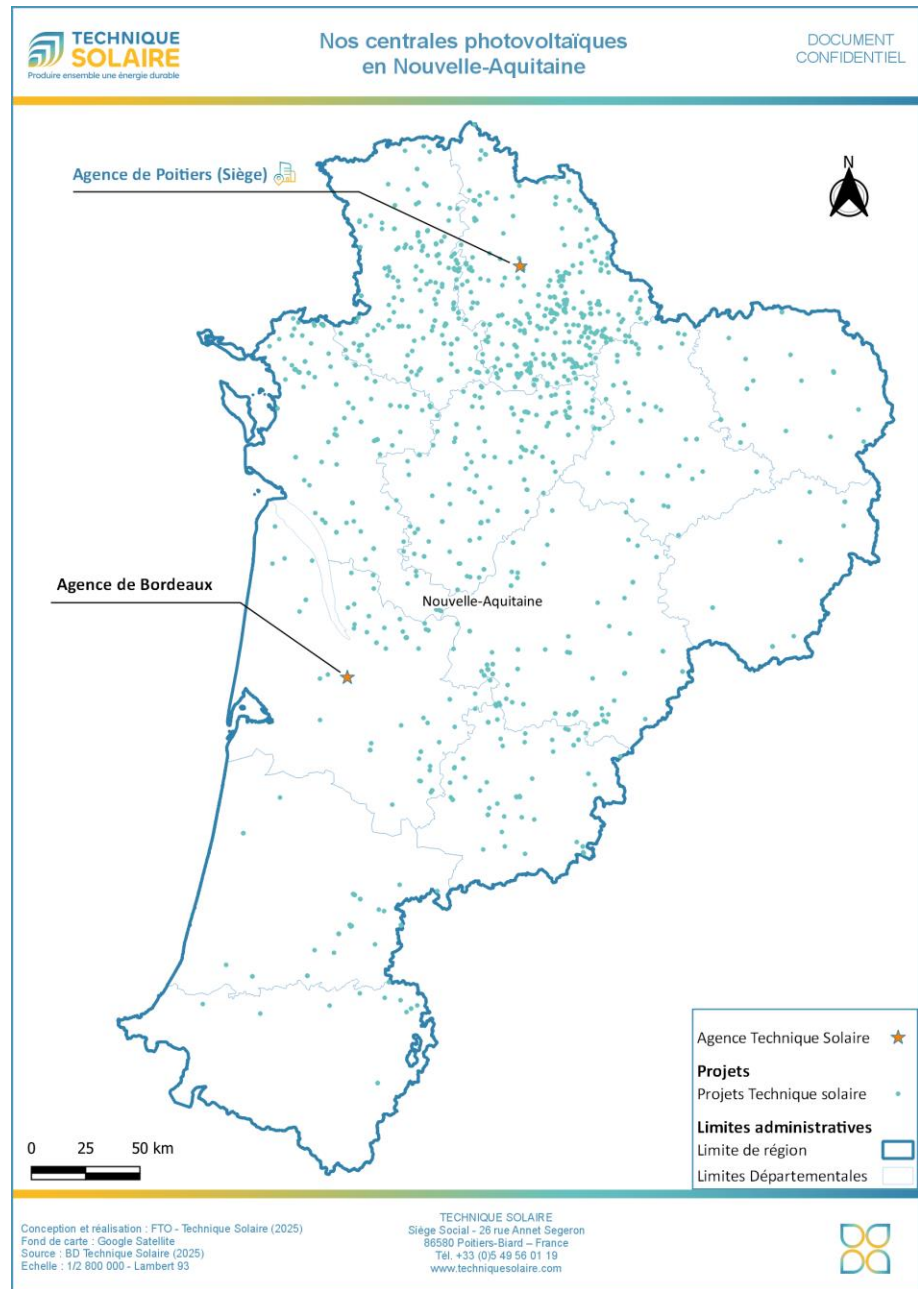 TECHNIQUE
SOLAIRE
Produire ensemble une énergie durable
Nos centrales photovoltaïques
en Nouvelle-Aquitaine
DOCUMENT
CONFIDENTIEL
Agence de Poitiers (Siège)
N
Agence de Bordeaux
Nouvelle-Aquitaine
Agence Technique Solaire
Projets
Projets Technique solaire
Limites administratives
Limite de région
Limites Départementales
0 25 50 km
Conception et réalisation : FTO - Technique Solaire (2025)
Fond de carte : Google Satellite
Source : BD Technique Solaire (2025)
Echelle : 1/2 800 000 - Lambert 93
TECHNIQUE SOLAIRE
Siège Social - 26 rue Annet Segeron
86580 Poitiers-Biard – France
Tél. +33 (0)5 49 56 01 19
www.techniquesolaire.com